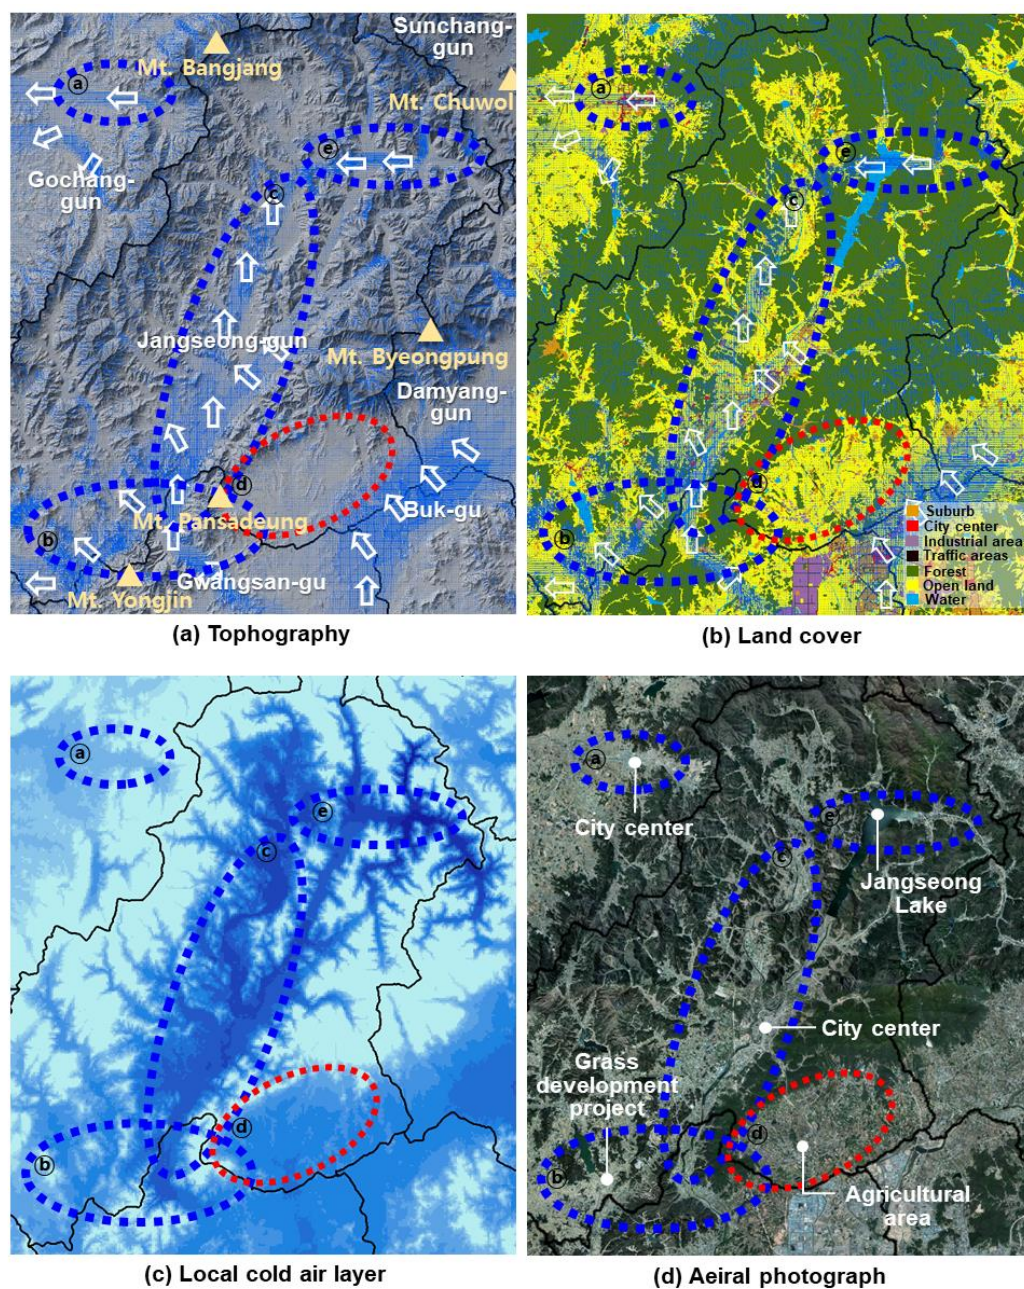 Sunchang-
gun
Mt. Bangjang
ⓐ
Mt. Chuwol
ⓔ
Gochang-
gun
ⓒ
Jangseong-gun
Mt. Byeongpung
Damyang-
gun
ⓓ
Buk-gu
Mt. Pansadeung
ⓑ
Gwangsan-gu
Mt. Yongjin
(a) Tophography
ⓐ
ⓔ
ⓒ
ⓓ
ⓑ
Suburb
City center
Industrial area
Traffic areas
Forest
Open land
Water
(b) Land cover
ⓐ
ⓔ
ⓒ
ⓓ
ⓑ
(c) Local cold air layer
ⓐ
City center
ⓔ
ⓒ
Jangseong
Lake
City center
Grass
development
project
ⓓ
ⓑ
Agricultural
area
(d) Aeiral photograph